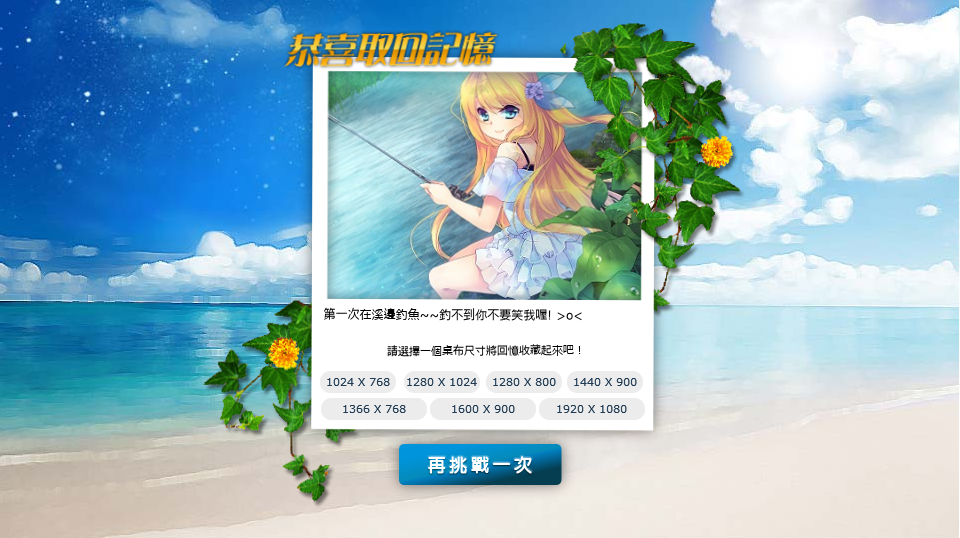 恭喜取回記憶
第一次在溪邊釣魚~~釣不到你不要笑我喔! >o<
請選擇一個桌布尺寸將回憶收藏起來吧！
1024 X 768 1280 X 1024 1280 X 800 1440 X 900
1366 X 768 1600 X 900 1920 X 1080
再挑戰一次